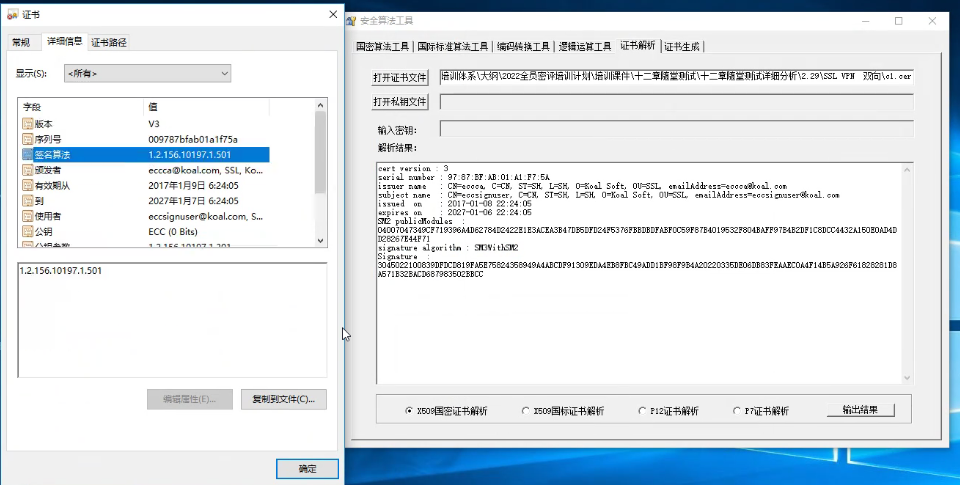 证书
常规
详细信息
证书路径
显示(S):
<所有>
字段
值
版本
V3
序列号
009787bfab01a1f75a
签名算法
1.2.156.10197.1.501
颁发者
eccca@koal.com, SSL, Ko...
有效期从
2017年1月9日 6:24:05
到
2027年1月7日 6:24:05
使用者
eccsignuser@koal.com, S...
公钥
ECC (0 Bits)
公钥参数
1.2.156.10197.1.301
1.2.156.10197.1.501
编辑属性(E)...
复制到文件(C)...
确定
安全算法工具
国密算法工具
国际标准算法工具
编码转换工具
逻辑运算工具
证书解析
证书生成
打开证书文件
培训体系\大纲\2022全员密评培训计划\培训课件\十二章随堂测试\十二章随堂测试详细分析\2.29\SSL VPN 双向\c1.cer
打开私钥文件
输入密钥:
解析结果:
cert version : 3
serial number : 97:87:BF:AB:01:A1:F7:5A
issuer name : CN=eccca, C=CN, ST=SH, L=SH, O=Koal Soft, OU=SSL, emailAddress=eccca@koal.com
subject name : CN=eccsignuser, C=CN, ST=SH, L=SH, O=Koal Soft, OU=SSL, emailAddress=eccsignuser@koal.com
issued on : 2017-01-08 22:24:05
expires on : 2027-01-06 22:24:05
SM2 publicModules :
signature algorithm : SM3WithSM2
Signature :
X509国密证书解析
X509国标证书解析
P12证书解析
P7证书解析
输出结果